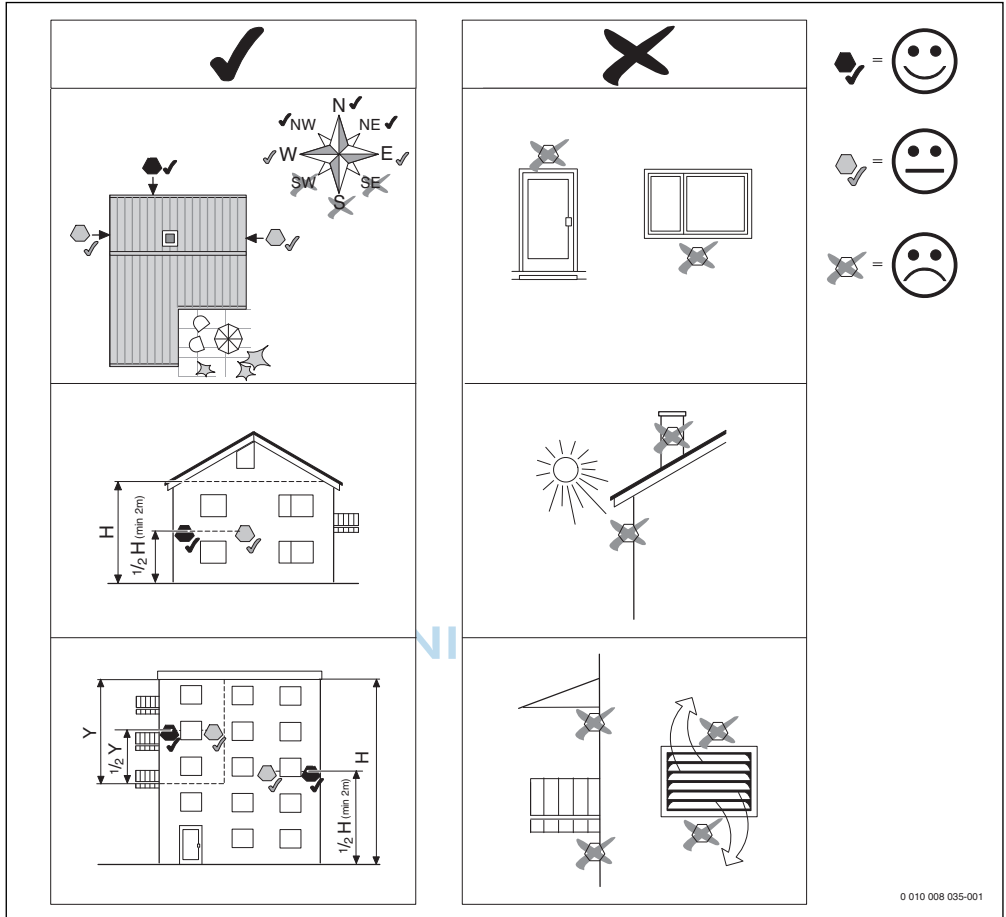 N
NW NE
W E
SW SE
S
=
=
=
H
1/2 H (min 2m)
NI
Y
1/2 Y
H
1/2 H (min 2m)
0 010 008 035-001